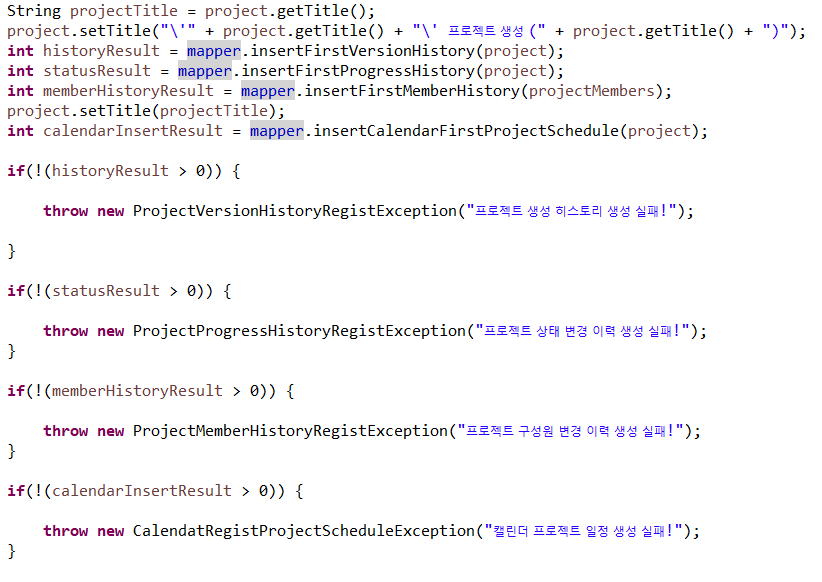 String projectTitle = project.getTitle();
project.setTitle("\'" + project.getTitle() + "\' 프로젝트 생성 (" + project.getTitle() + ")");
int historyResult = mapper.insertFirstVersionHistory(project);
int statusResult = mapper.insertFirstProgressHistory(project);
int memberHistoryResult = mapper.insertFirstMemberHistory(projectMembers);
project.setTitle(projectTitle);
int calendarInsertResult = mapper.insertCalendarFirstProjectSchedule(project);
if(!(historyResult > 0)) {
throw new ProjectVersionHistoryRegistException("프로젝트 생성 히스토리 생성 실패!");
}
if(!(statusResult > 0)) {
throw new ProjectProgressHistoryRegistException("프로젝트 상태 변경 이력 생성 실패!");
}
if(!(memberHistoryResult > 0)) {
throw new ProjectMemberHistoryRegistException("프로젝트 구성원 변경 이력 생성 실패!");
}
if(!(calendarInsertResult > 0)) {
throw new CalendatRegistProjectScheduleException("캘린더 프로젝트 일정 생성 실패!");
}